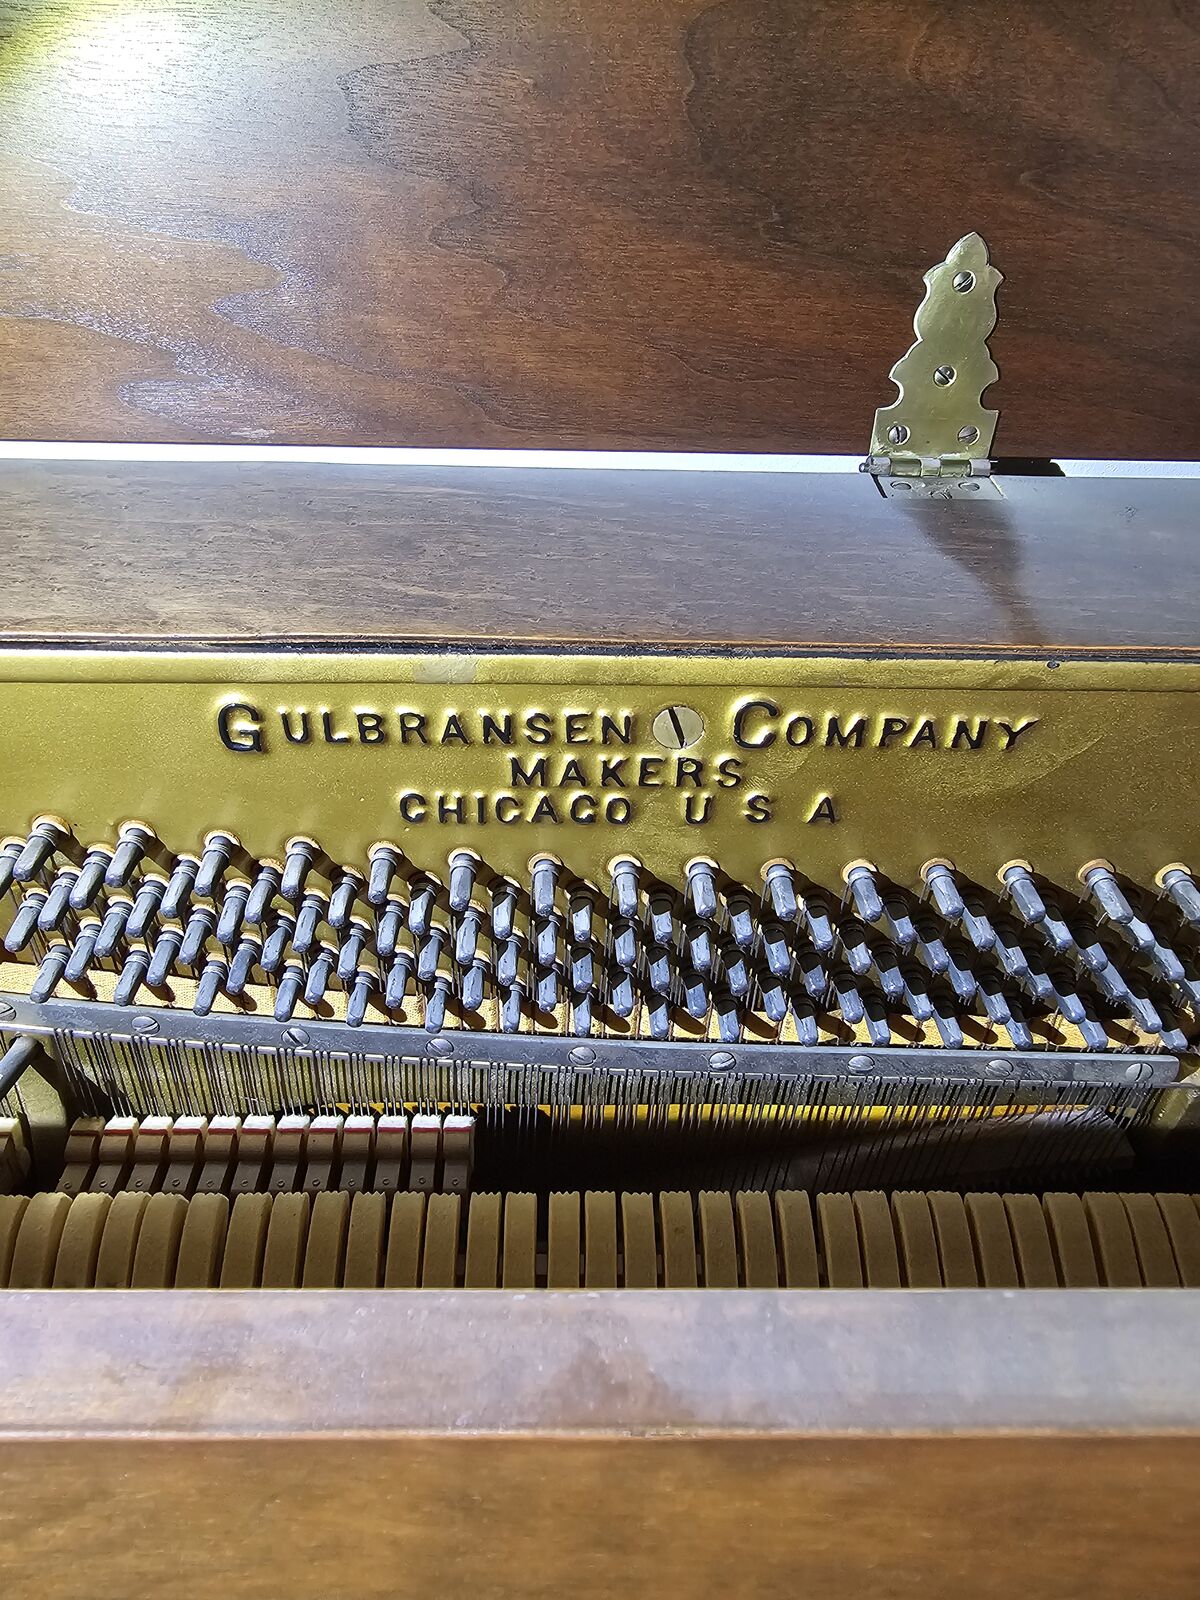 GULBRANSEN COMPANY
MAKERS
CHICAGO U S A